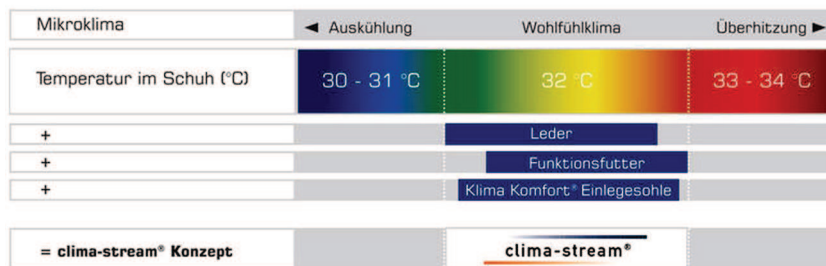 Mikroklima ◄ Auskühlung Wohlfühlklima Überhitzung ►
Temperatur im Schuh (°C) 30 - 31 °C 32 °C 33 - 34 °C
+ Leder
+ Funktionsfutter
+ Klima Komfort® Einlegesohle
= clima-stream® Konzept clima-stream®